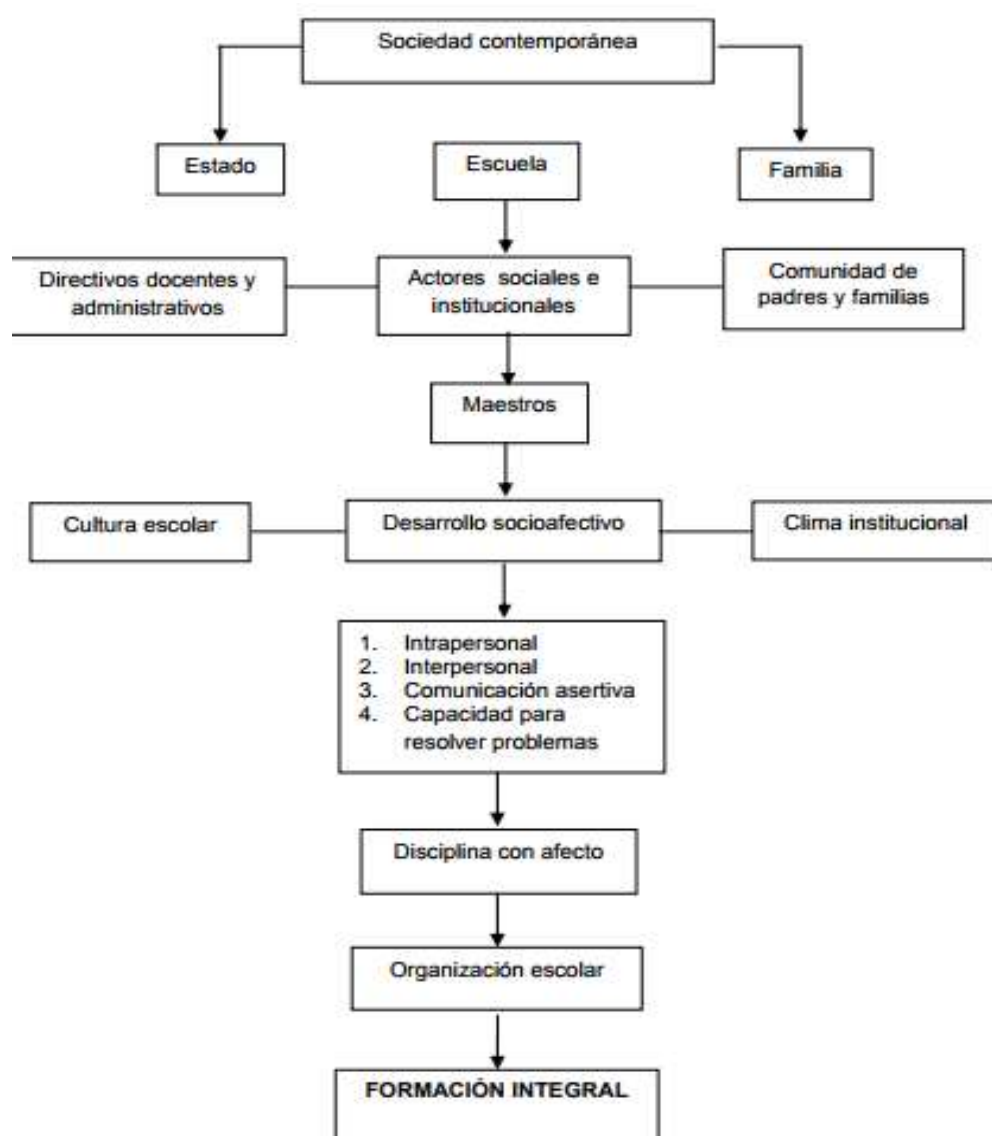 Sociedad contemporánea
Estado
Escuela
Familia
Directivos docentes y
administrativos
Actores sociales e
institucionales
Comunidad de
padres y familias
Maestros
Cultura escolar
Desarrollo socioafectivo
Clima institucional
1. Intrapersonal
2. Interpersonal
3. Comunicación asertiva
4. Capacidad para
resolver problemas
Disciplina con afecto
Organización escolar
FORMACIÓN INTEGRAL